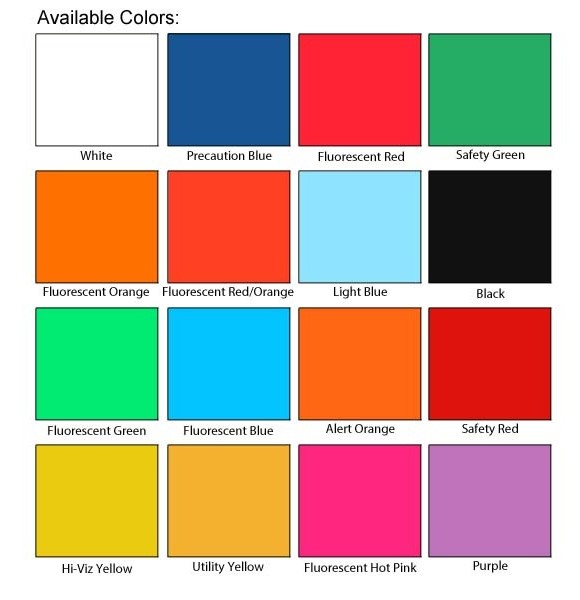 Available Colors:
White
Precaution Blue
Fluorescent Red
Safety Green
Fluorescent Orange
Fluorescent Red/Orange
Light Blue
Black
Fluorescent Green
Fluorescent Blue
Alert Orange
Safety Red
Hi-Viz Yellow
Utility Yellow
Fluorescent Hot Pink
Purple